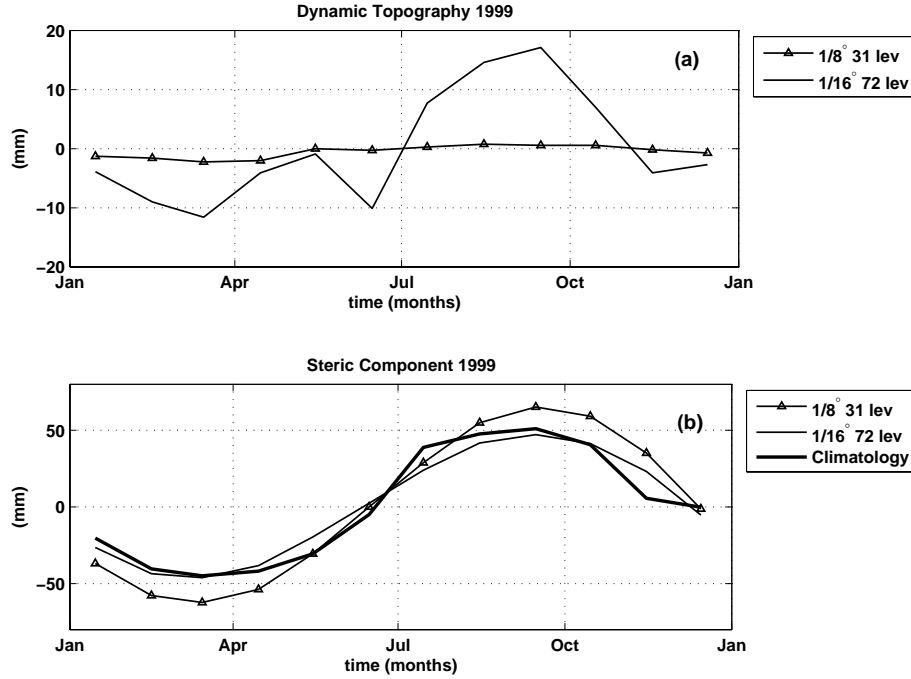 Dynamic Topography 1999
20
10
0
−10
−20
(mm)
(a)
Jan
Apr
Jul
Oct
Jan
time (months)
1/8° 31 lev
1/16° 72 lev
Steric Component 1999
50
0
−50
(mm)
(b)
Jan
Apr
Jul
Oct
Jan
time (months)
1/8° 31 lev
1/16° 72 lev
Climatology